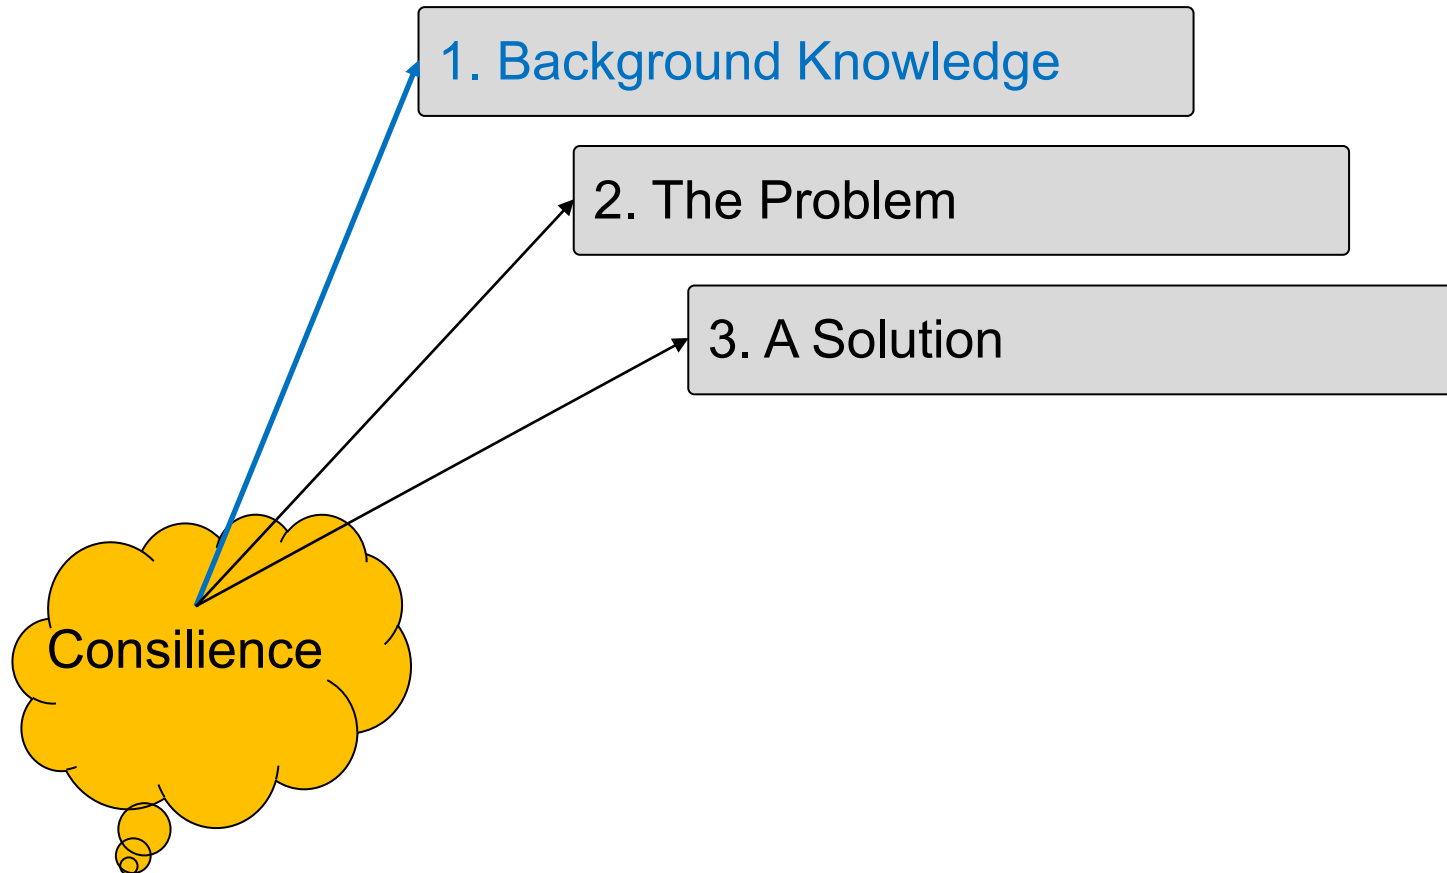 1. Background Knowledge
2. The Problem
3. A Solution
Consilience